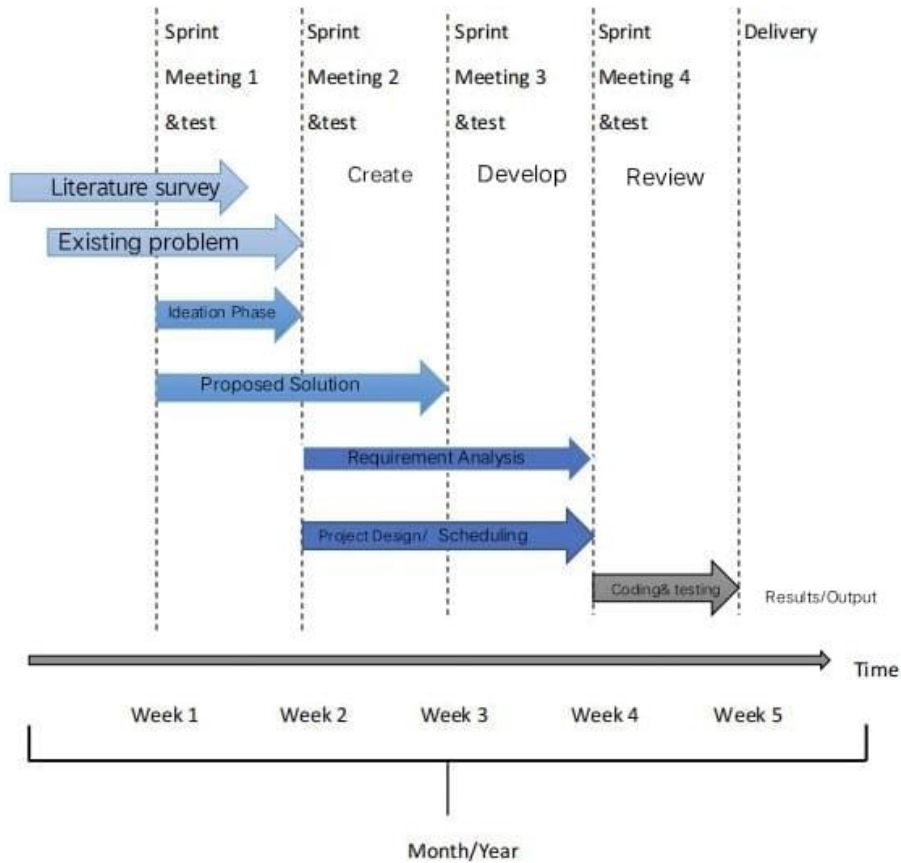 Sprint Sprint Sprint Sprint Delivery
Meeting 1 Meeting 2 Meeting 3 Meeting 4
&test &test &test &test
Literature survey Create Develop Review
Existing problem
Ideation Phase
Proposed Solution
Requirement Analysis
Project Design/ Scheduling
Coding& testing Results/Output
Time
Week 1 Week 2 Week 3 Week 4 Week 5
Month/Year